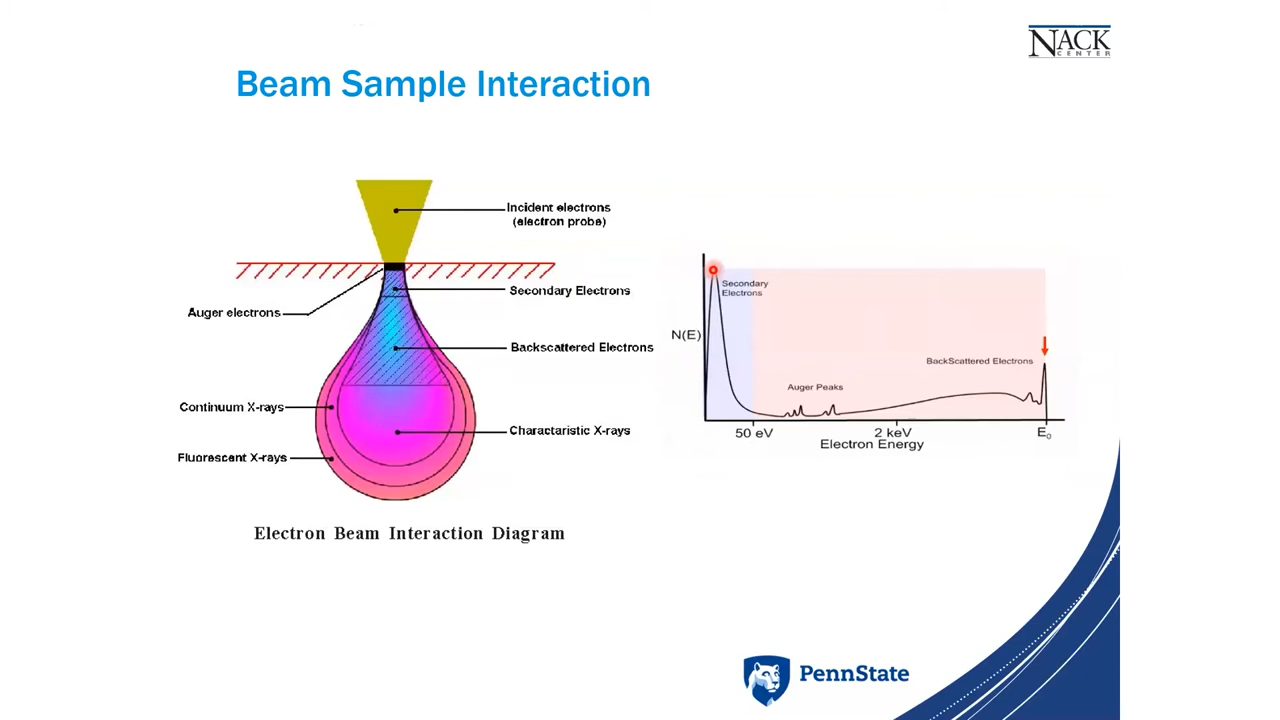 NACK
CENTER
Beam Sample Interaction
Incident electrons
(electron probe)
Secondary Electrons
Auger electrons
Backscattered Electrons
Continuum X-rays
Charactaristic X-rays
Fluorescent X-rays
Electron Beam Interaction Diagram
Secondary
Electrons
N(E)
BackScattered Electrons
Auger Peaks
50 eV
2 keV
E₀
Electron Energy
PennState